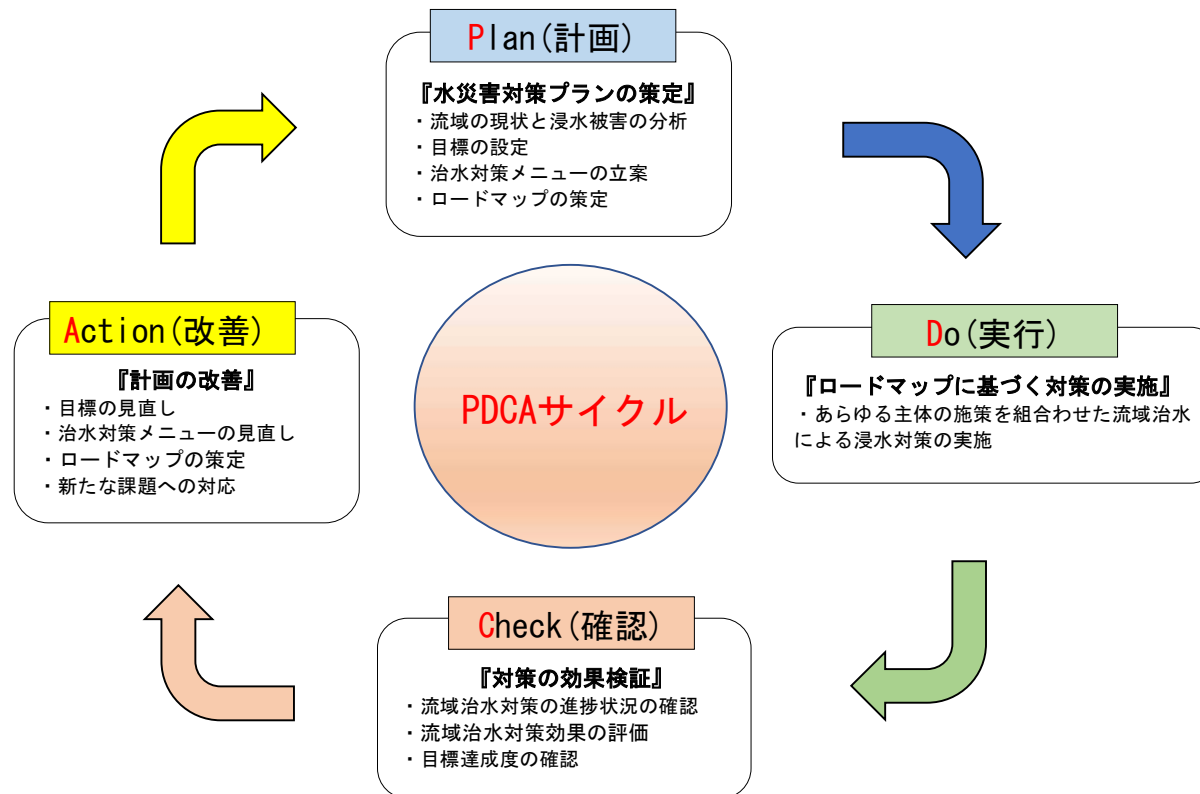 Plan(計画)
『水災害対策プランの策定』
・流域の現状と浸水被害の分析
・目標の設定
・治水対策メニューの立案
・ロードマップの策定
Do(実行)
『ロードマップに基づく対策の実施』
・あらゆる主体の施策を組合わせた流域治水
による浸水対策の実施
Check(確認)
『対策の効果検証』
・流域治水対策の進捗状況の確認
・流域治水対策効果の評価
・目標達成度の確認
Action(改善)
『計画の改善』
・目標の見直し
・治水対策メニューの見直し
・ロードマップの策定
・新たな課題への対応
PDCAサイクル